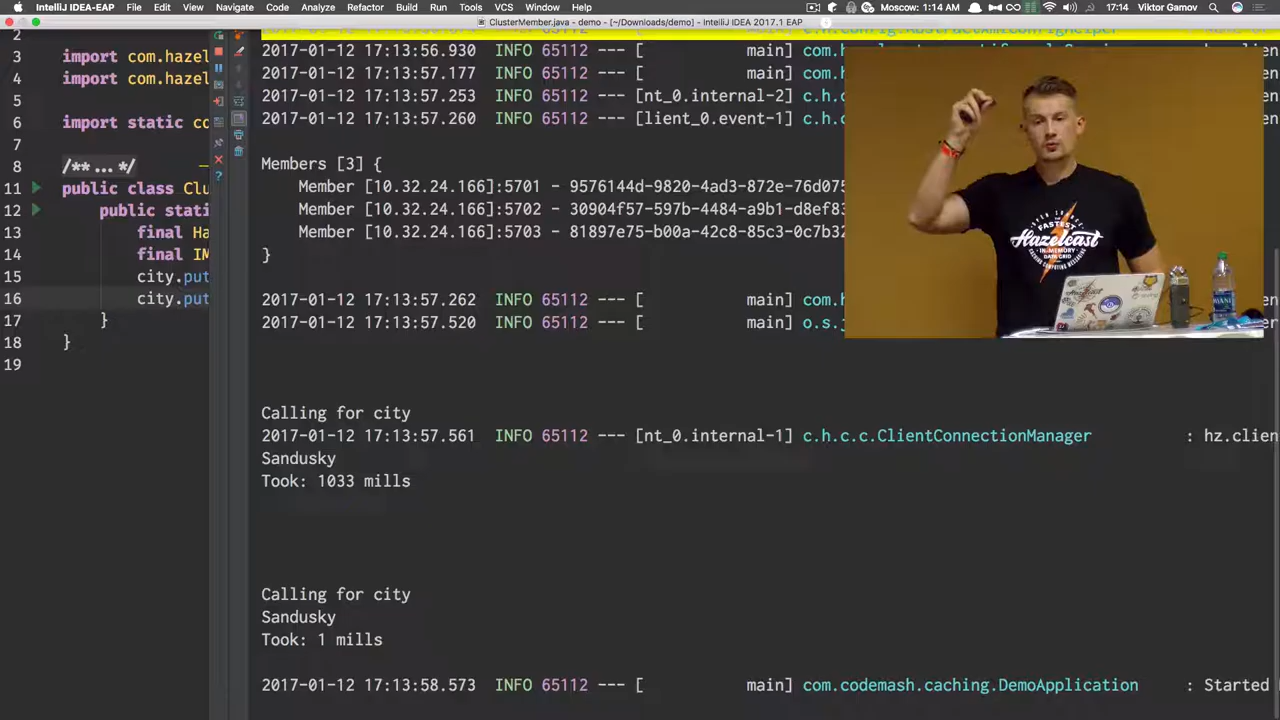 IntelliJ IDEA-EAP File Edit View Navigate Code Analyze Refactor Build Run Tools VCS Window Help Moscow: 1:14 AM 17:14 Viktor Gamov
ClusterMember.java - demo - [~/Downloads/demo] - IntelliJ IDEA 2017.1 EAP
2
3 import com.hazel
4 import com.hazel
5
6 import static co
7
8 /**...*/
11 public class Clu
12 public stati
13 final Ha
14 final IM
15 city.put
16 city.put
17 }
18 }
19
2017-01-12 17:13:56.930 INFO 65112 --- [ main] com.h
2017-01-12 17:13:57.177 INFO 65112 --- [ main] com.h
2017-01-12 17:13:57.253 INFO 65112 --- [nt_0.internal-2] c.h.c
2017-01-12 17:13:57.260 INFO 65112 --- [lient_0.event-1] c.h.c
Members [3] {
Member [10.32.24.166]:5701 - 9576144d-9820-4ad3-872e-76d075
Member [10.32.24.166]:5702 - 30904f57-597b-4484-a9b1-d8ef83
Member [10.32.24.166]:5703 - 81897e75-b00a-42c8-85c3-0c7b32
}
2017-01-12 17:13:57.262 INFO 65112 --- [ main] com.h
2017-01-12 17:13:57.520 INFO 65112 --- [ main] o.s.j
Calling for city
2017-01-12 17:13:57.561 INFO 65112 --- [nt_0.internal-1] c.h.c.c.ClientConnectionManager : hz.clien
Sandusky
Took: 1033 mills
Calling for city
Sandusky
Took: 1 mills
2017-01-12 17:13:58.573 INFO 65112 --- [ main] com.codemash.caching.DemoApplication : Started
FASTEST
Hazelcast
IN-MEMORY
DATA GRID